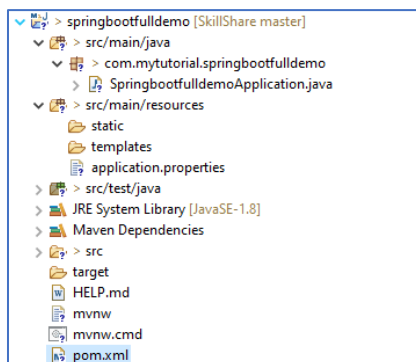 > springbootfulldemo [SkillShare master]
> src/main/java
> com.mytutorial.springbootfulldemo
SpringbootfulldemoApplication.java
> src/main/resources
static
templates
application.properties
> src/test/java
JRE System Library [JavaSE-1.8]
Maven Dependencies
> src
target
HELP.md
mvnw
mvnw.cmd
pom.xml